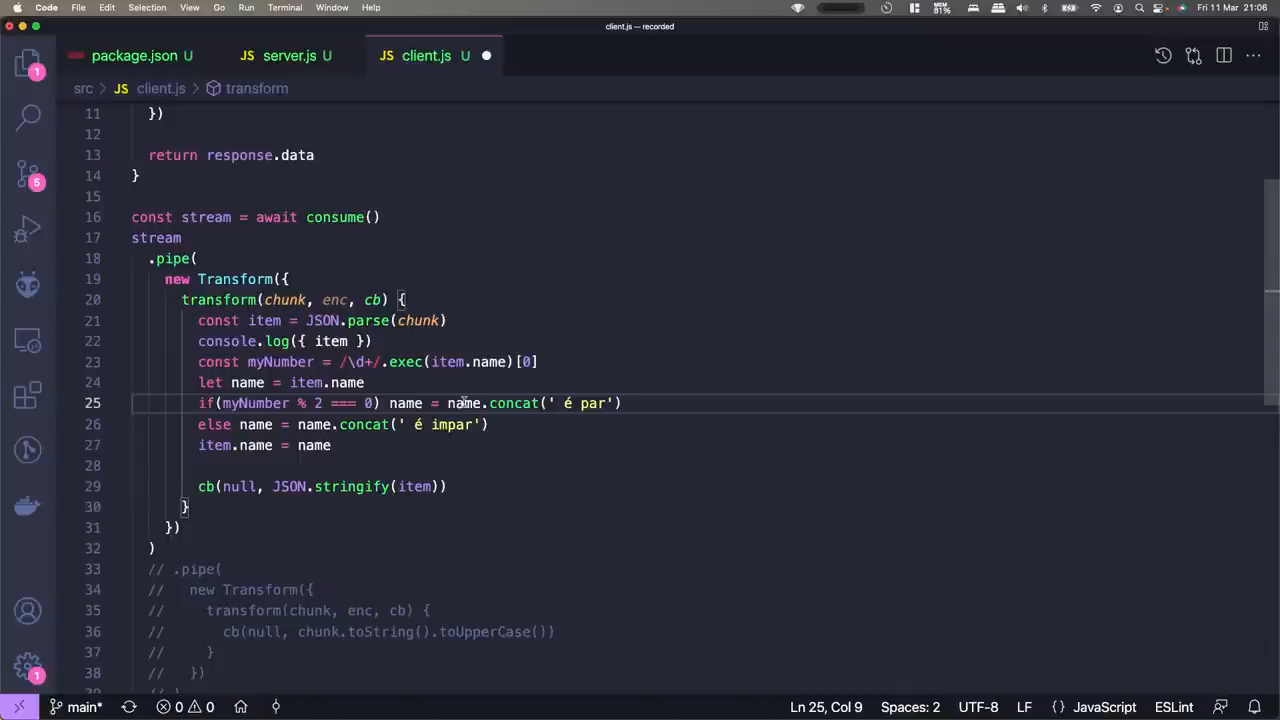 Code File Edit Selection View Go Run Terminal Window Help MEM 81% Fri 11 Mar 21:06
client.js — recorded
package.json U JS server.js U JS client.js U
src > JS client.js > transform
11 })
12
13 return response.data
14 }
15
16 const stream = await consume()
17 stream
18 .pipe(
19 new Transform({
20 transform(chunk, enc, cb) {
21 const item = JSON.parse(chunk)
22 console.log({ item })
23 const myNumber = /\d+/.exec(item.name)[0]
24 let name = item.name
25 if(myNumber % 2 === 0) name = name.concat(' é par')
26 else name = name.concat(' é impar')
27 item.name = name
28
29 cb(null, JSON.stringify(item))
30 }
31 })
32 )
33 // .pipe(
34 // new Transform({
35 // transform(chunk, enc, cb) {
36 // cb(null, chunk.toString().toUpperCase())
37 // }
38 // })
39 // )
1
5
1
main* 0 0 Ln 25, Col 9 Spaces: 2 UTF-8 LF {} JavaScript ESLint